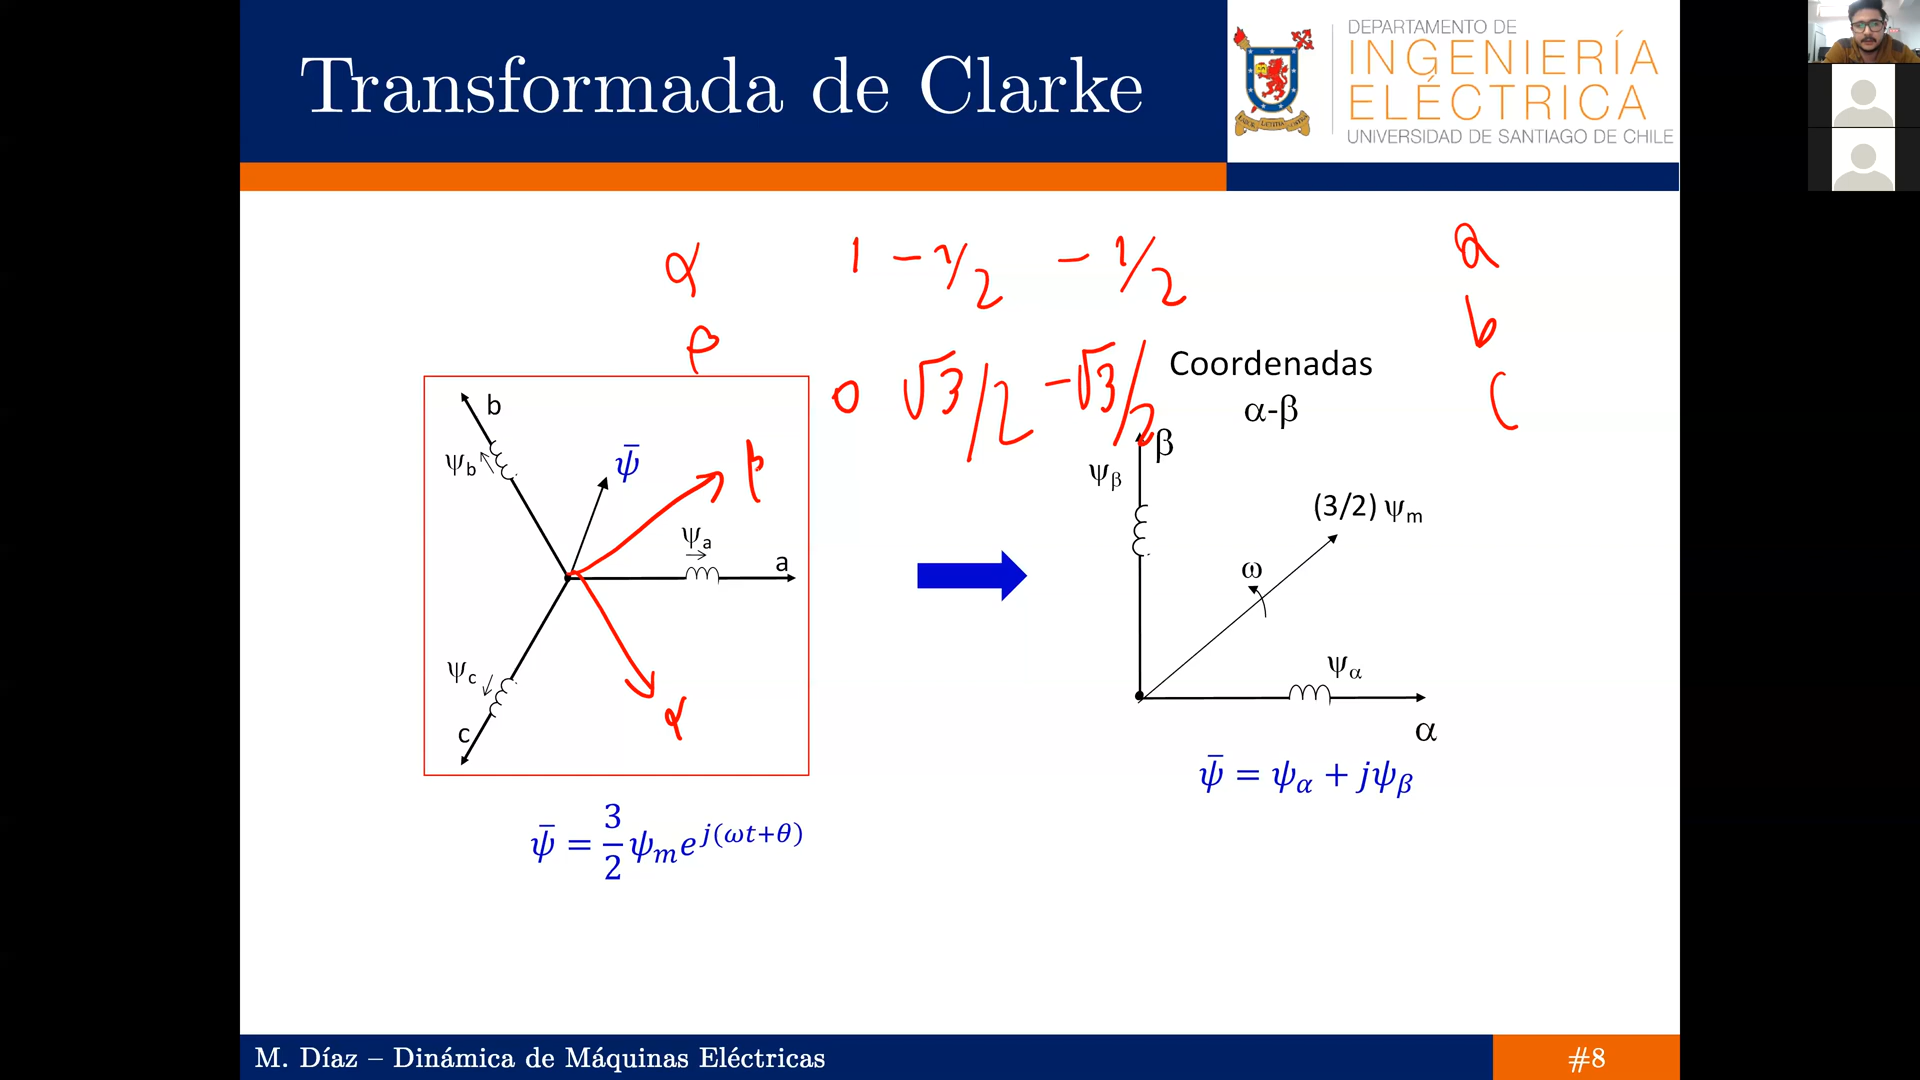 Transformada de Clarke
DEPARTAMENTO DE
INGENIERÍA
ELÉCTRICA
UNIVERSIDAD DE SANTIAGO DE CHILE
α 1 -1/2 -1/2 a
β 0 √3/2 -√3/2 b
c
b
ψb
ψ̄
β
ψa
a
ψc
c
α
ψ̄ = 3/2 ψm e^j(ωt+θ)
Coordenadas
α-β
β
ψβ
(3/2) ψm
ω
ψα
α
ψ̄ = ψα + jψβ
M. Díaz – Dinámica de Máquinas Eléctricas
#8